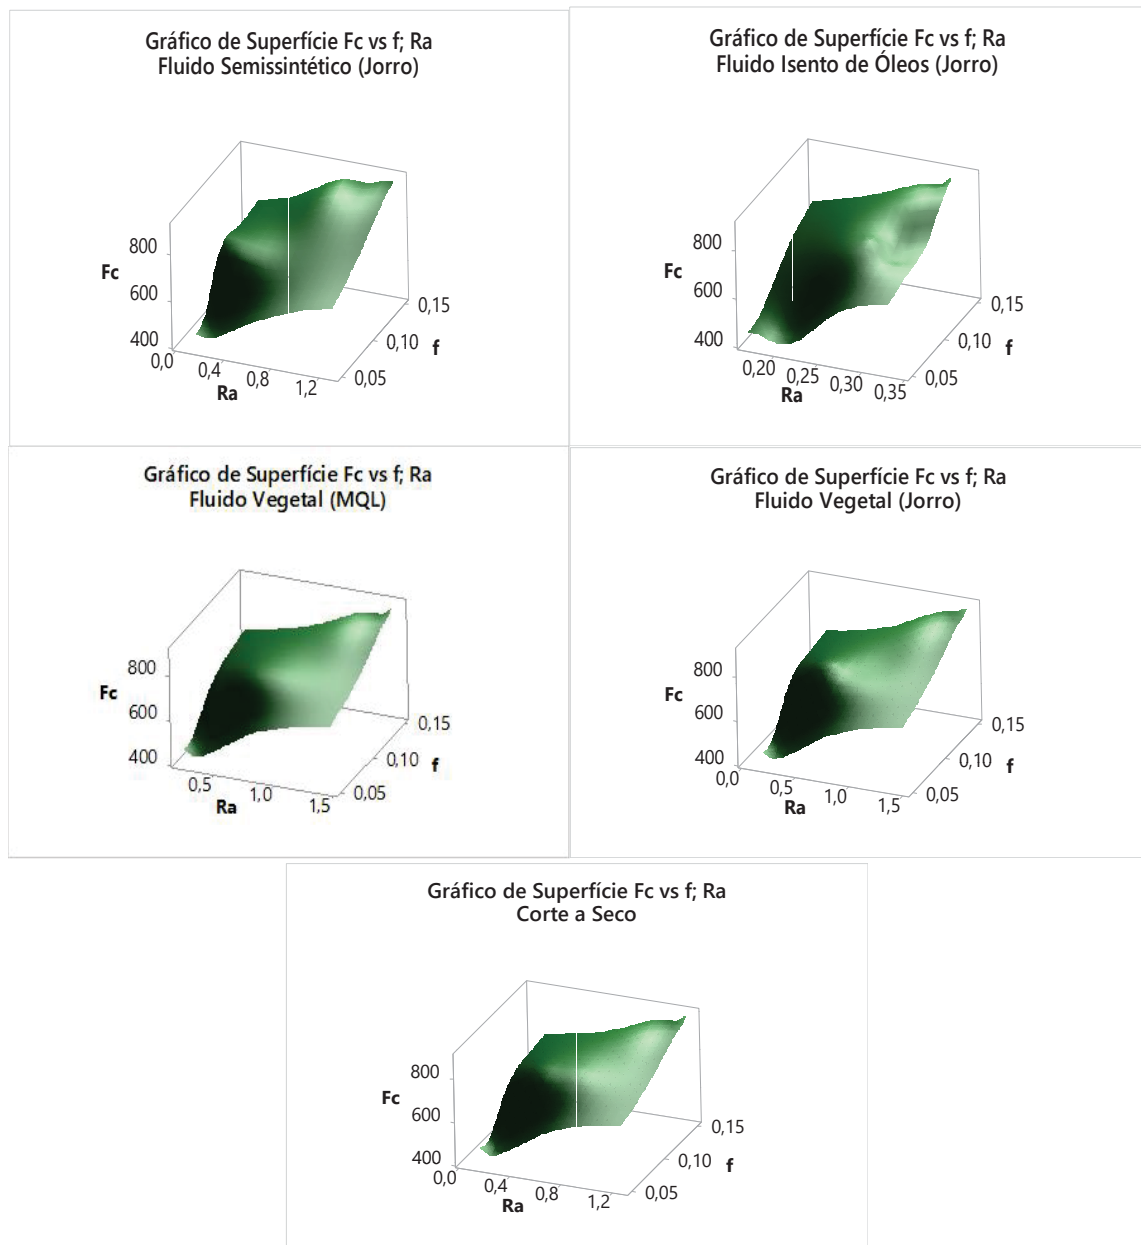 Gráfico de Superfície Fc vs f; Ra
Fluido Semissintético (Jorro)
800
Fc
600
400
0,0
0,4
0,8
1,2
Ra
0,05
0,10
0,15
f
Gráfico de Superfície Fc vs f; Ra
Fluido Isento de Óleos (Jorro)
800
Fc
600
400
0,20
0,25
0,30
0,35
Ra
0,05
0,10
0,15
f
Gráfico de Superfície Fc vs f; Ra
Fluido Vegetal (MQL)
800
Fc
600
400
0,5
1,0
1,5
Ra
0,05
0,10
0,15
f
Gráfico de Superfície Fc vs f; Ra
Fluido Vegetal (Jorro)
800
Fc
600
400
0,0
0,5
1,0
1,5
Ra
0,05
0,10
0,15
f
Gráfico de Superfície Fc vs f; Ra
Corte a Seco
800
Fc
600
400
0,0
0,4
0,8
1,2
Ra
0,05
0,10
0,15
f